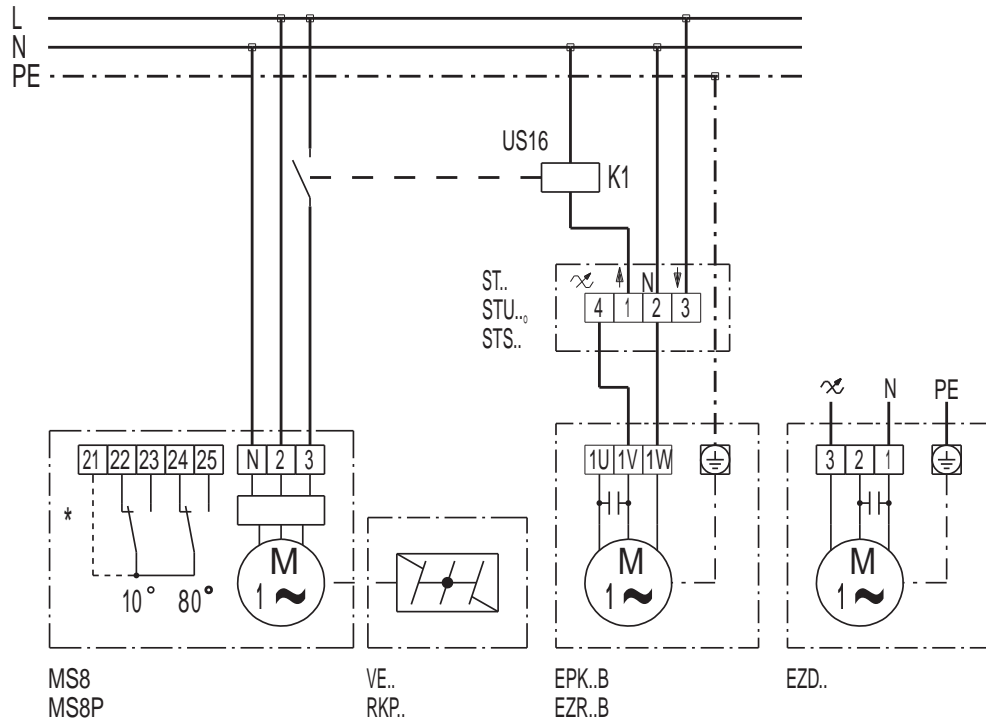 L
N
PE
US16
K1
ST..
STU..。
STS..
N
4 1 2 3
N PE
21 22 23 24 25 N 2 3
1U 1V 1W
3 2 1
*
10° 80°
M
1 ~
M
1 ~
M
1 ~
MS8
MS8P
VE..
RKP..
EPK..B
EZR..B
EZD..